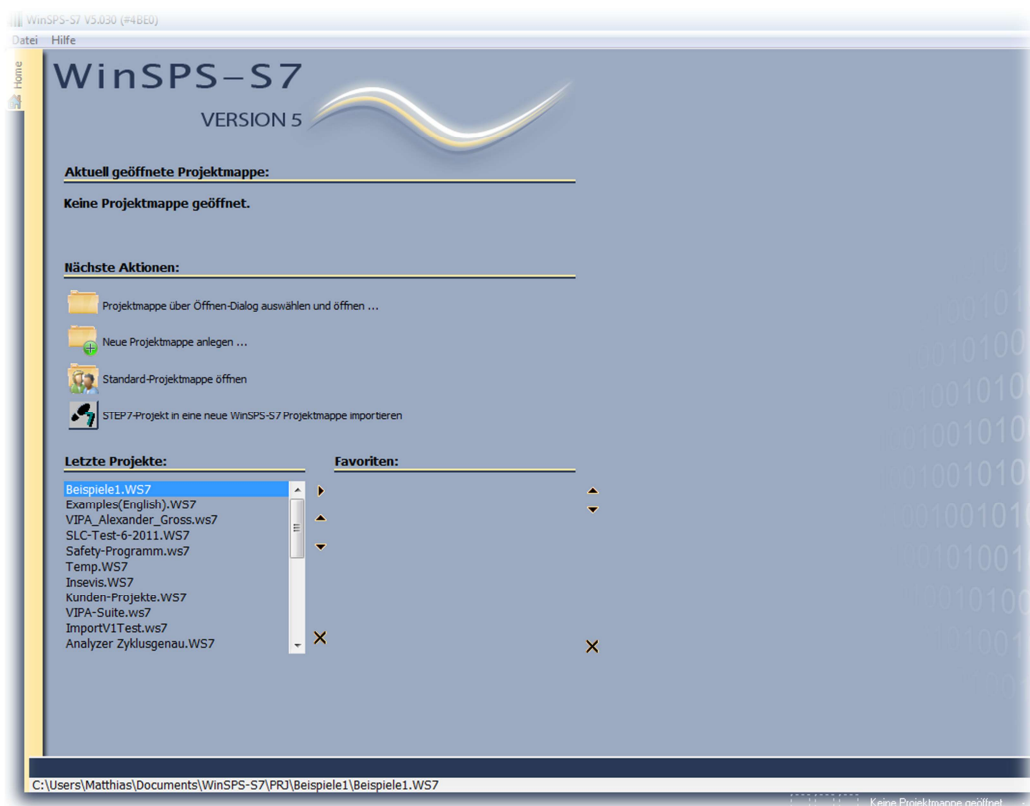 WinSPS-S7 V5.030 (#4BE0)
Datei Hilfe
Home
WinSPS-S7
VERSION 5
Aktuell geöffnete Projektmappe:
Keine Projektmappe geöffnet.
Nächste Aktionen:
Projektmappe über Öffnen-Dialog auswählen und öffnen ...
Neue Projektmappe anlegen ...
Standard-Projektmappe öffnen
STEP7-Projekt in eine neue WinSPS-S7 Projektmappe importieren
Letzte Projekte: Favoriten:
Beispiele1.WS7
Examples(English).WS7
VIPA_Alexander_Gross.ws7
SLC-Test-6-2011.WS7
Safety-Programm.ws7
Temp.WS7
Insevis.WS7
Kunden-Projekte.WS7
VIPA-Suite.ws7
ImportV1Test.ws7
Analyzer Zyklusgenau.WS7
C:\Users\Matthias\Documents\WinSPS-S7\PRJ\Beispiele1\Beispiele1.WS7
Keine Projektmappe geöffnet